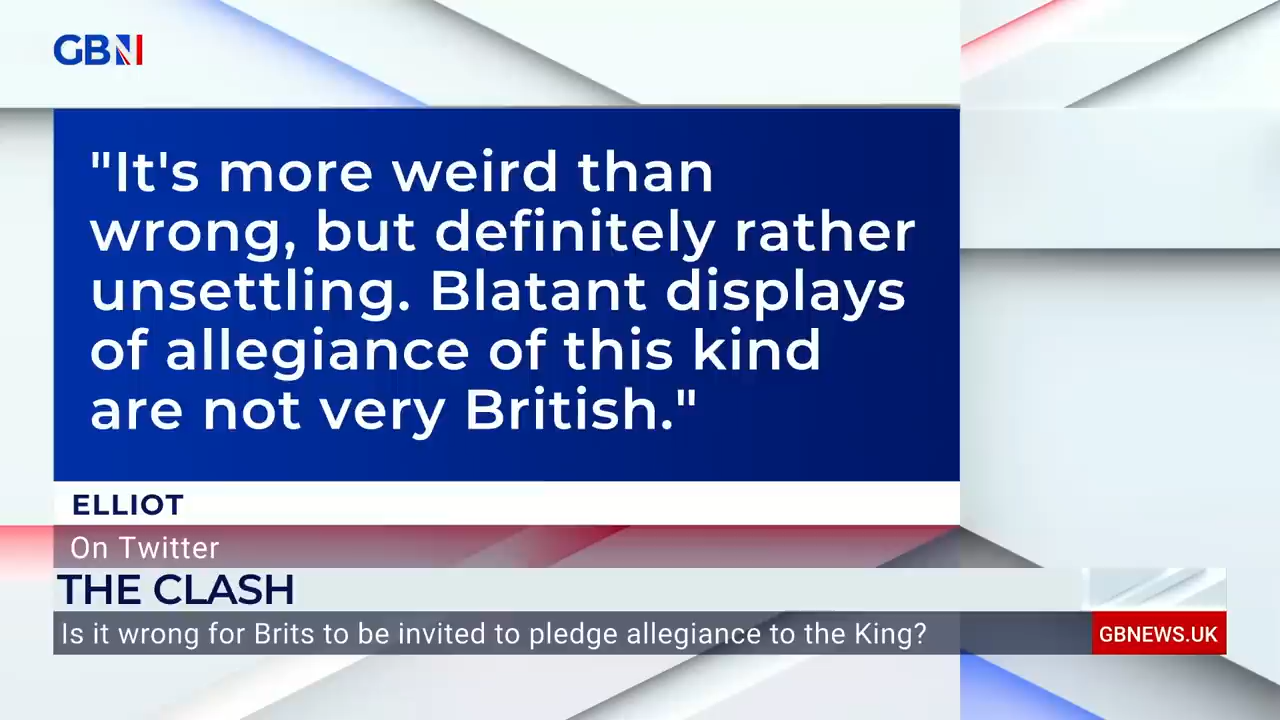 GBN
"It's more weird than
wrong, but definitely rather
unsettling. Blatant displays
of allegiance of this kind
are not very British."
ELLIOT
On Twitter
THE CLASH
Is it wrong for Brits to be invited to pledge allegiance to the King?
GBNEWS.UK